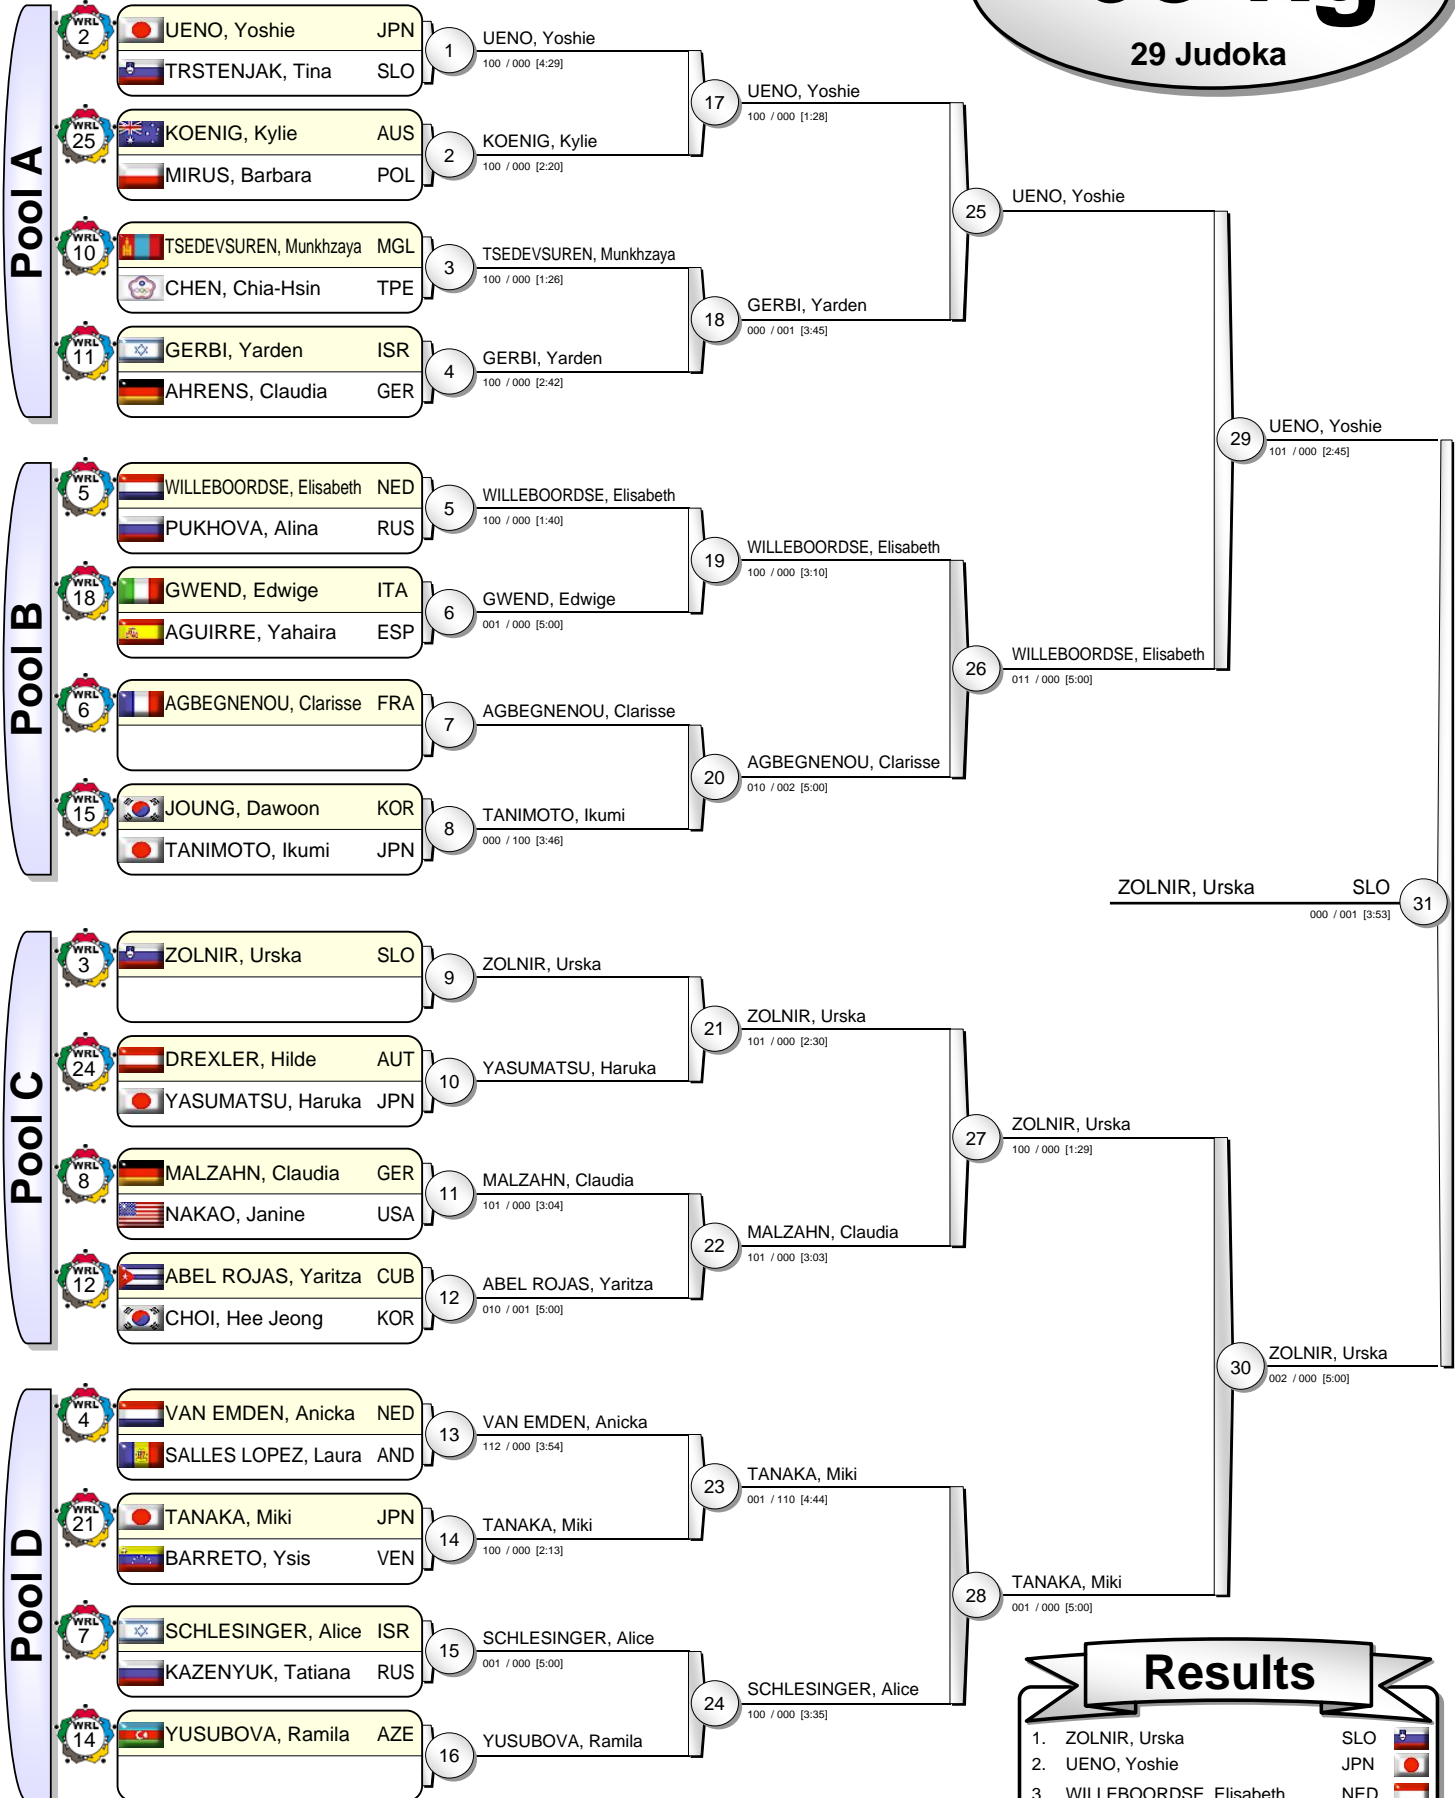 29 Judoka
Pool A
WRL 2
UENO, Yoshie JPN
TRSTENJAK, Tina SLO
WRL 25
KOENIG, Kylie AUS
MIRUS, Barbara POL
WRL 10
TSEDEVSUREN, Munkhzaya MGL
CHEN, Chia-Hsin TPE
WRL 11
GERBI, Yarden ISR
AHRENS, Claudia GER
1 UENO, Yoshie
100 / 000 [4:29]
2 KOENIG, Kylie
100 / 000 [2:20]
3 TSEDEVSUREN, Munkhzaya
100 / 000 [1:26]
4 GERBI, Yarden
100 / 000 [2:42]
17 UENO, Yoshie
100 / 000 [1:28]
18 GERBI, Yarden
000 / 001 [3:45]
25 UENO, Yoshie
Pool B
WRL 5
WILLEBOORDSE, Elisabeth NED
PUKHOVA, Alina RUS
WRL 18
GWEND, Edwige ITA
AGUIRRE, Yahaira ESP
WRL 6
AGBEGNENOU, Clarisse FRA
WRL 15
JOUNG, Dawoon KOR
TANIMOTO, Ikumi JPN
5 WILLEBOORDSE, Elisabeth
100 / 000 [1:40]
6 GWEND, Edwige
001 / 000 [5:00]
7 AGBEGNENOU, Clarisse
8 TANIMOTO, Ikumi
000 / 100 [3:46]
19 WILLEBOORDSE, Elisabeth
100 / 000 [3:10]
20 AGBEGNENOU, Clarisse
010 / 002 [5:00]
26 WILLEBOORDSE, Elisabeth
011 / 000 [5:00]
29 UENO, Yoshie
101 / 000 [2:45]
ZOLNIR, Urska SLO 31
000 / 001 [3:53]
Pool C
WRL 3
ZOLNIR, Urska SLO
WRL 24
DREXLER, Hilde AUT
YASUMATSU, Haruka JPN
WRL 8
MALZAHN, Claudia GER
NAKAO, Janine USA
WRL 12
ABEL ROJAS, Yaritza CUB
CHOI, Hee Jeong KOR
9 ZOLNIR, Urska
10 YASUMATSU, Haruka
11 MALZAHN, Claudia
101 / 000 [3:04]
12 ABEL ROJAS, Yaritza
010 / 001 [5:00]
21 ZOLNIR, Urska
101 / 000 [2:30]
22 MALZAHN, Claudia
101 / 000 [3:03]
27 ZOLNIR, Urska
100 / 000 [1:29]
Pool D
WRL 4
VAN EMDEN, Anicka NED
SALLES LOPEZ, Laura AND
WRL 21
TANAKA, Miki JPN
BARRETO, Ysis VEN
WRL 7
SCHLESINGER, Alice ISR
KAZENYUK, Tatiana RUS
WRL 14
YUSUBOVA, Ramila AZE
13 VAN EMDEN, Anicka
112 / 000 [3:54]
14 TANAKA, Miki
100 / 000 [2:13]
15 SCHLESINGER, Alice
001 / 000 [5:00]
16 YUSUBOVA, Ramila
23 TANAKA, Miki
001 / 110 [4:44]
24 SCHLESINGER, Alice
100 / 000 [3:35]
28 TANAKA, Miki
001 / 000 [5:00]
30 ZOLNIR, Urska
002 / 000 [5:00]
Results
1. ZOLNIR, Urska SLO
2. UENO, Yoshie JPN
3. WILLEBOORDSE, Elisabeth NED